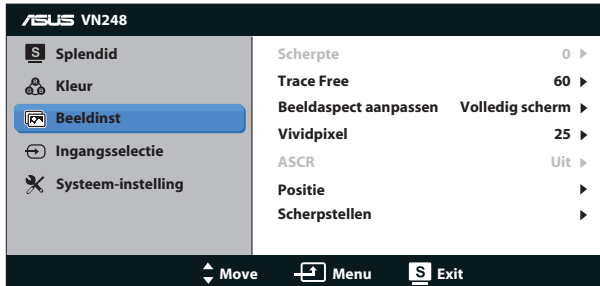 ASUS VN248
S Splendid
Kleur
Beeldinst
Ingangsselectie
Systeem-instelling
Scherpte 0
Trace Free 60
Beeldaspect aanpassen Volledig scherm
Vividpixel 25
ASCR Uit
Positie
Scherpstellen
Move Menu S Exit